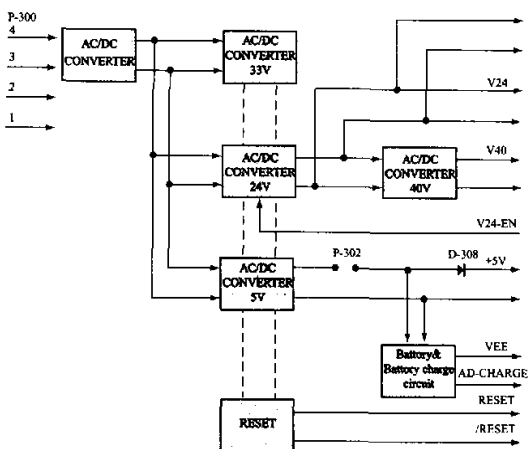 P-300
4
3
2
1
AC/DC
CONVERTER
AC/DC
CONVERTER
33V
V24
AC/DC
CONVERTER
24V
AC/DC
CONVERTER
40V
V40
V24-EN
AC/DC
CONVERTER
5V
P-302
D-308
+5V
Battery&
Battery charge
circuit
VEE
AD-CHARGE
RESET
RESET
/RESET